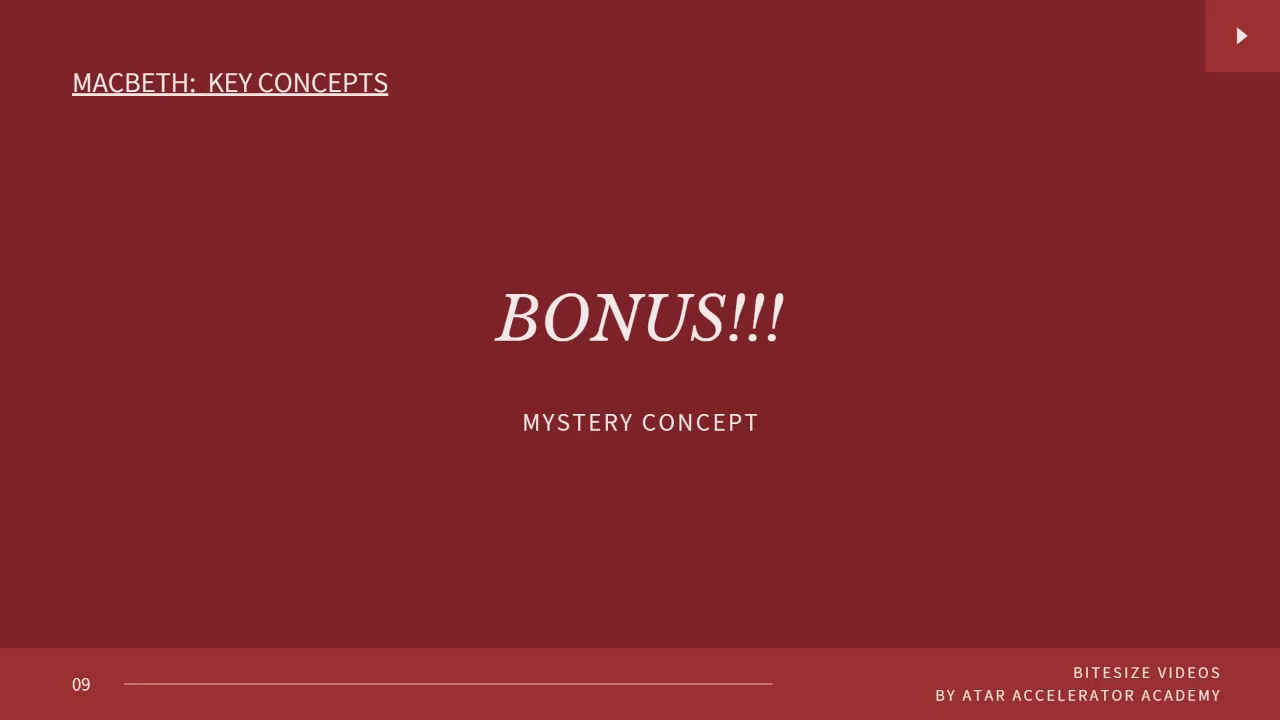 MACBETH:  KEY CONCEPTS
BONUS!!!
MYSTERY CONCEPT
09
BITESIZE VIDEOS
BY ATAR ACCELERATOR ACADEMY